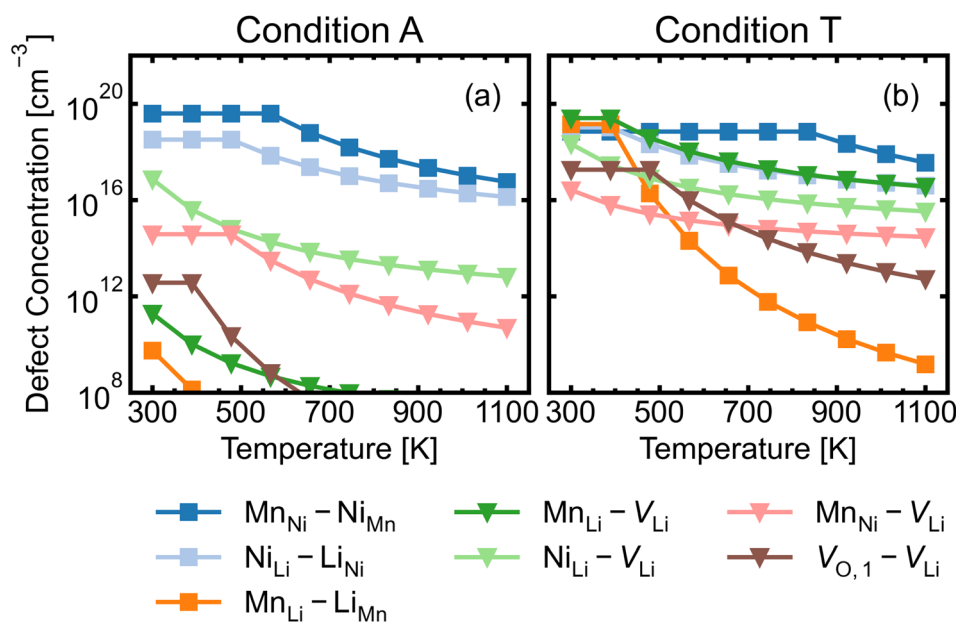 Condition A
Condition T
Defect Concentration [cm⁻³]
10²⁰
10¹⁶
10¹²
10⁸
(a)
(b)
300 500 700 900 1100
300 500 700 900 1100
Temperature [K]
Temperature [K]
Mn_Ni – Ni_Mn
Mn_Li – V_Li
Mn_Ni – V_Li
Ni_Li – Li_Ni
Ni_Li – V_Li
V_O,1 – V_Li
Mn_Li – Li_Mn